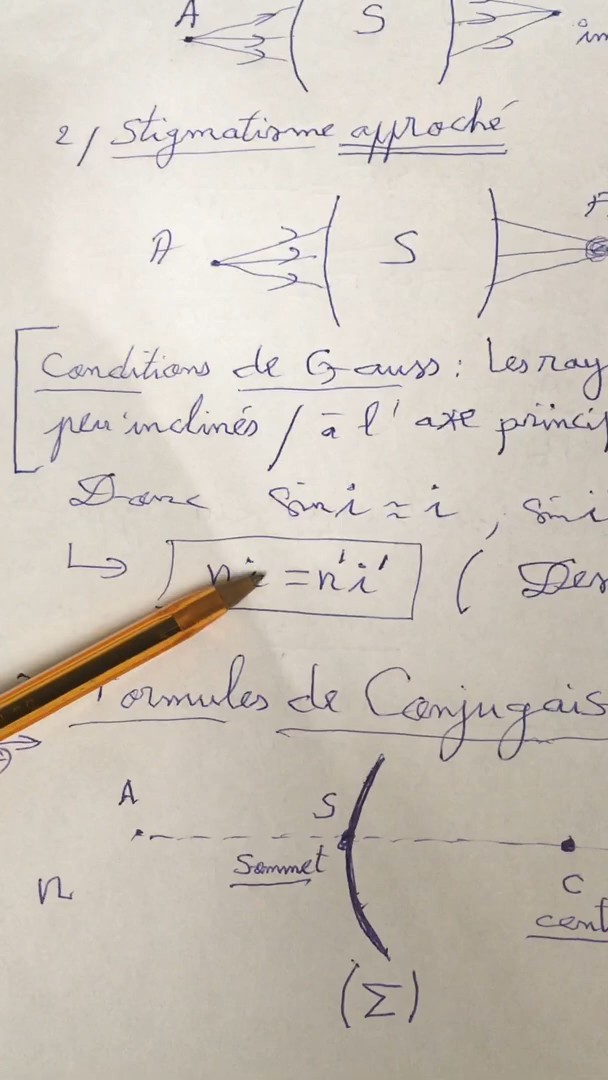 A S im
2/ Stigmatisme approché
A S
Conditions de Gauss : Les ray
peu inclinés / à l' axe princip
Donc sin i ≈ i , sin i
↳ n i = n' i' ( Des
Formules de Conjugais
A S
Sommet
n C
cent
(Σ)